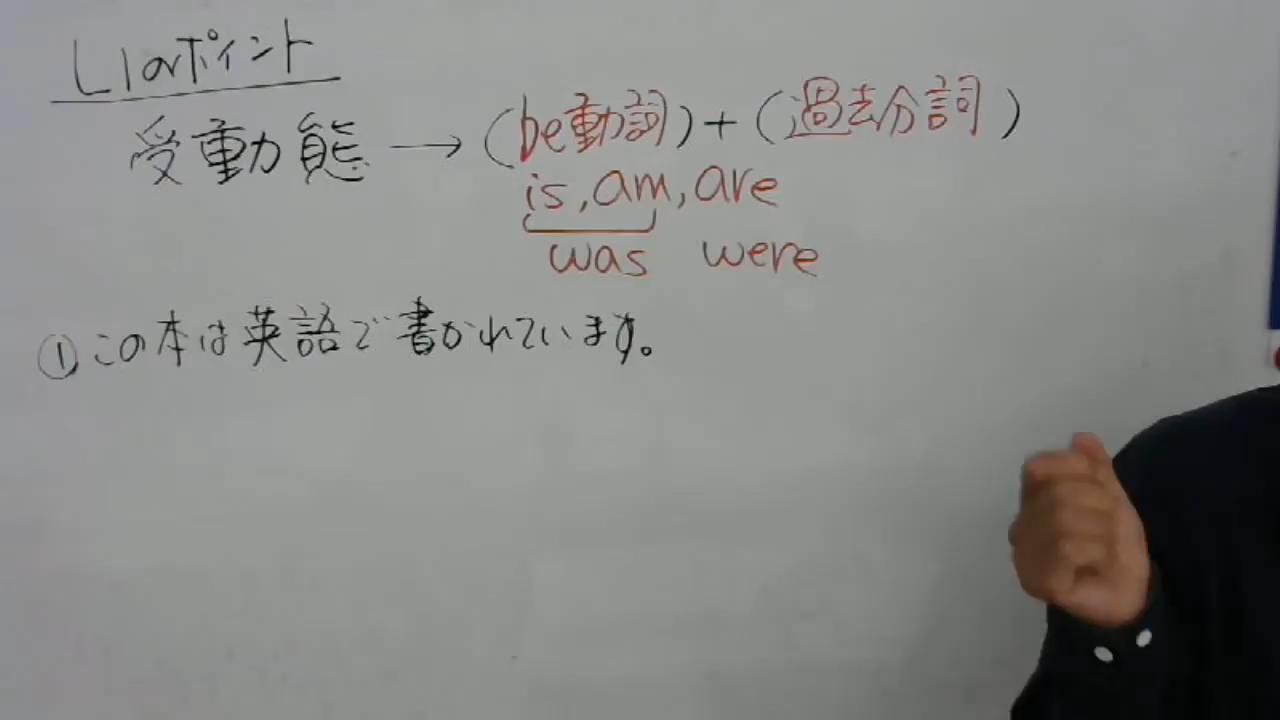 L1のポイント
受動態 → (be動詞) + (過去分詞)
is, am, are
was were
① この本は英語で書かれています。